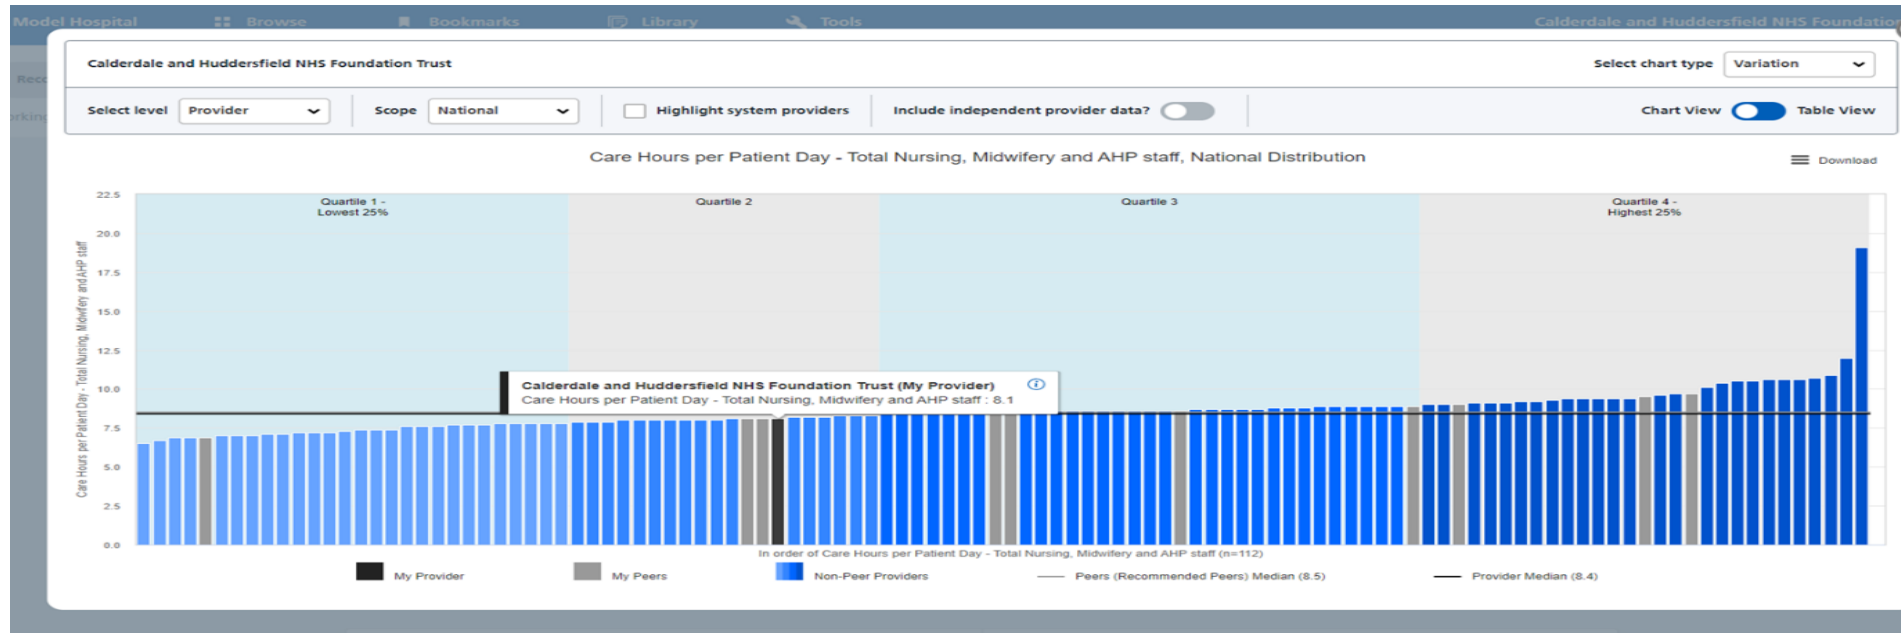 Model Hospital Browse Bookmarks Library Tools Calderdale and Huddersfield NHS Foundation
Calderdale and Huddersfield NHS Foundation Trust Select chart type Variation
Reco
Select level Provider Scope National Highlight system providers Include independent provider data? Chart View Table View
orking
Care Hours per Patient Day - Total Nursing, Midwifery and AHP staff, National Distribution
Download
22.5
20.0
17.5
15.0
12.5
10.0
7.5
5.0
2.5
0.0
Care Hours per Patient Day - Total Nursing, Midwifery and AHP staff
Quartile 1 -
Lowest 25%
Quartile 2
Quartile 3
Quartile 4 -
Highest 25%
Calderdale and Huddersfield NHS Foundation Trust (My Provider)
Care Hours per Patient Day - Total Nursing, Midwifery and AHP staff : 8.1
In order of Care Hours per Patient Day - Total Nursing, Midwifery and AHP staff (n=112)
My Provider My Peers Non-Peer Providers Peers (Recommended Peers) Median (8.5) Provider Median (8.4)